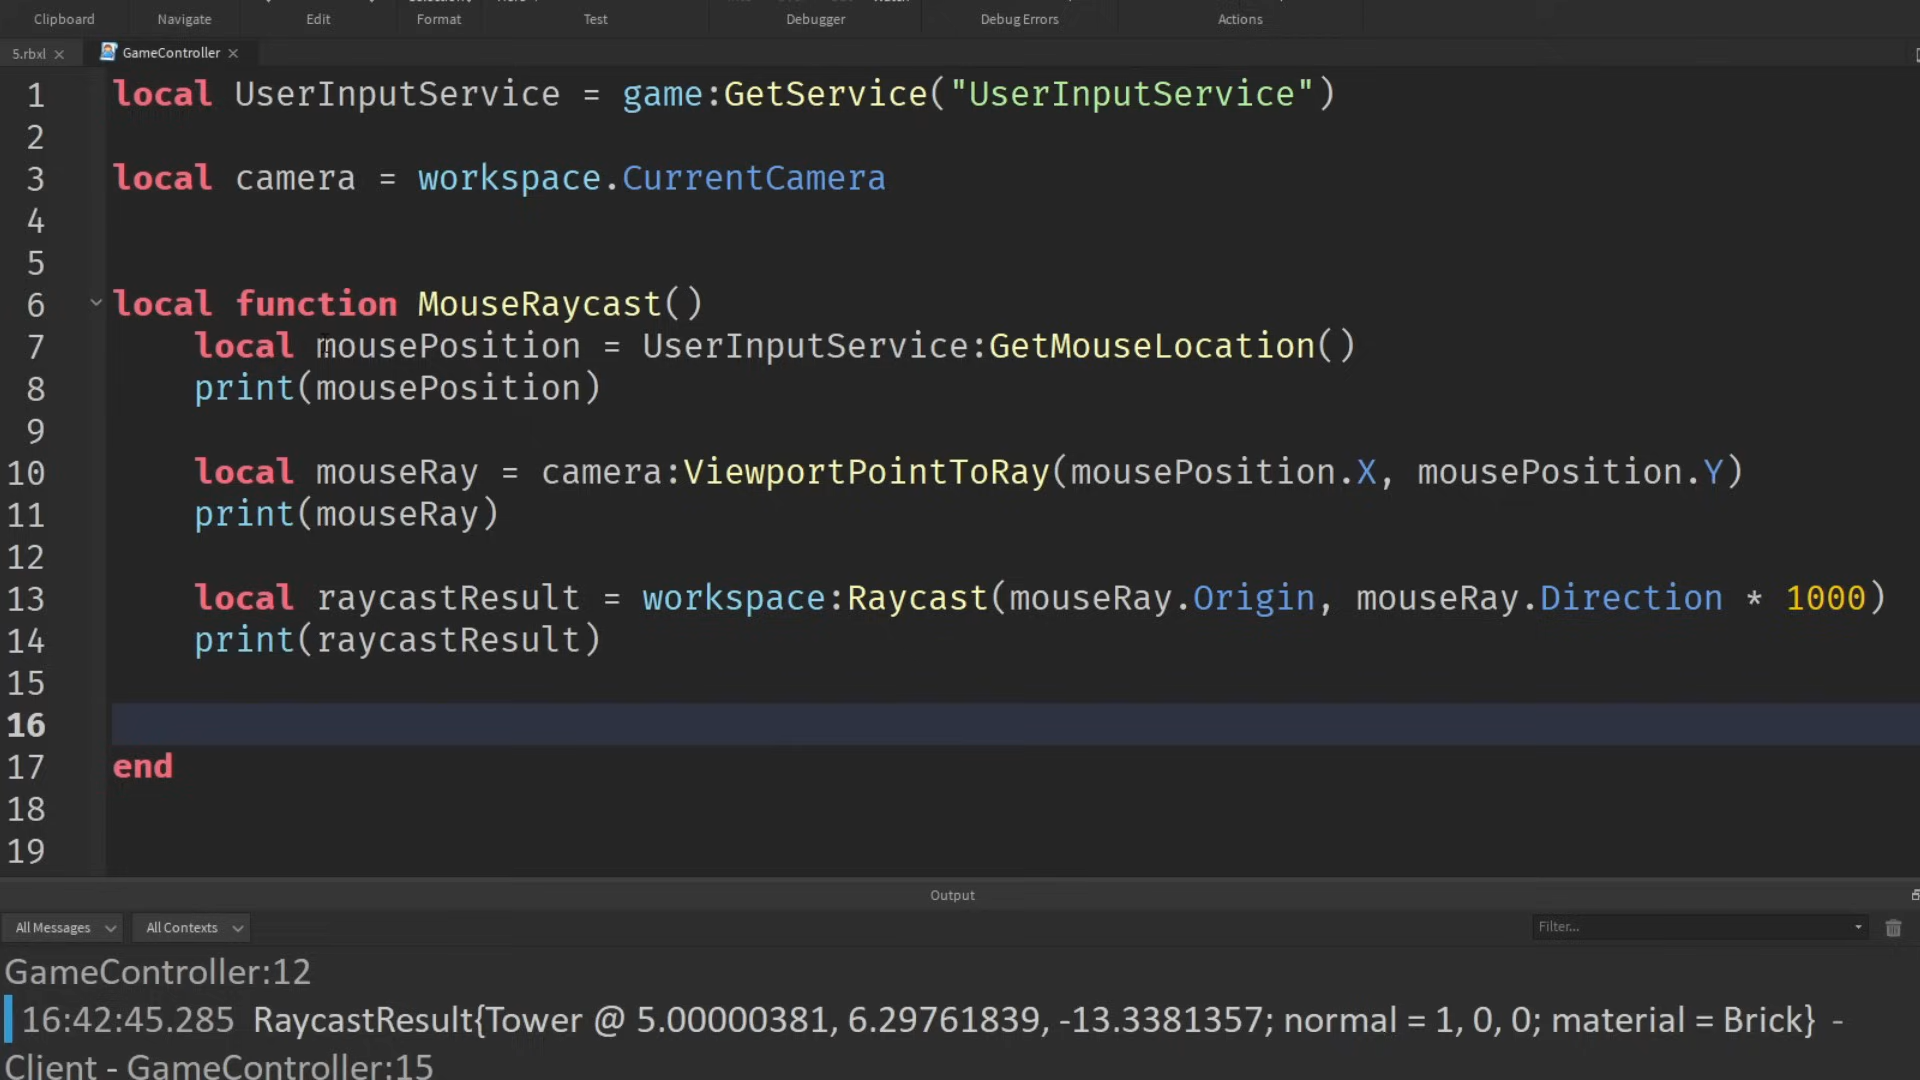 Clipboard Navigate Edit Format Test Debugger Debug Errors Actions
5.rbxl GameController
1 local UserInputService = game:GetService("UserInputService")
2
3 local camera = workspace.CurrentCamera
4
5
6 local function MouseRaycast()
7 local mousePosition = UserInputService:GetMouseLocation()
8 print(mousePosition)
9
10 local mouseRay = camera:ViewportPointToRay(mousePosition.X, mousePosition.Y)
11 print(mouseRay)
12
13 local raycastResult = workspace:Raycast(mouseRay.Origin, mouseRay.Direction * 1000)
14 print(raycastResult)
15
16
17 end
18
19
Output
All Messages All Contexts Filter...
GameController:12
16:42:45.285 RaycastResult{Tower @ 5.00000381, 6.29761839, -13.3381357; normal = 1, 0, 0; material = Brick} -
Client - GameController:15